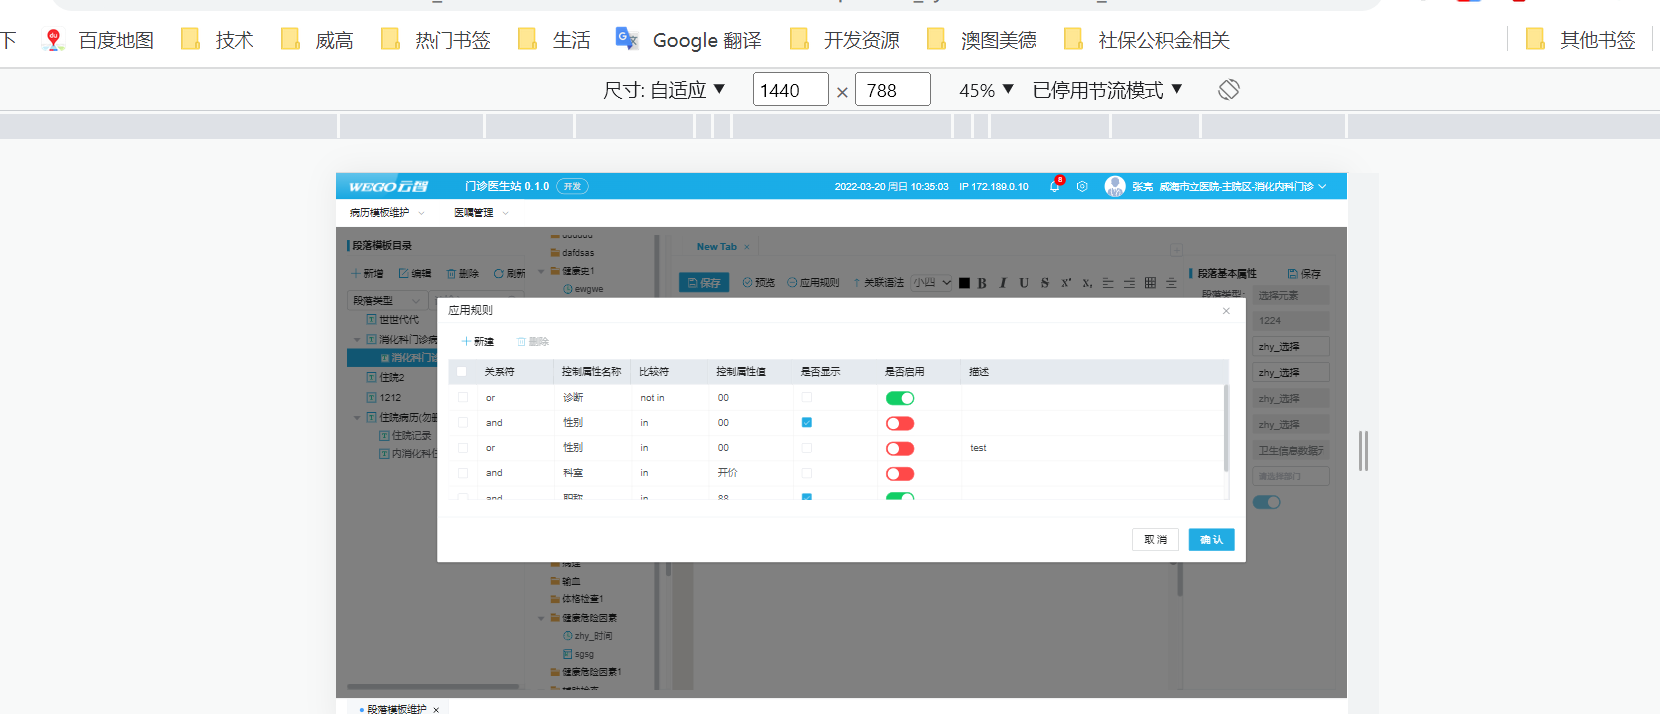 下 百度地图 技术 威高 热门书签 生活 Google 翻译 开发资源 澳图美德 社保公积金相关 其他书签
尺寸: 自适应 ▼ 1440 × 788 45% ▼ 已停用节流模式 ▼
WEGO云智 门诊医生站 0.1.0 开发 2022-03-20 周日 10:35:03 IP 172.189.0.10 8 张亮 威海市立医院-主院区-消化内科门诊
病历模板维护 医嘱管理
段落模板目录
新增 编辑 删除 刷新
段落类型
世世代代
消化科门诊病
消化科门诊
住院2
1212
住院病历(勿删
住院记录
内消化科住
dafdsas
健康史1
ewgwe
New Tab ×
保存 预览 应用规则 关联语法 小四 B I U S X² X₂
段落基本属性 保存
段落类型:
选择元素
1224
zhy_选择
zhy_选择
zhy_选择
zhy_选择
卫生信息数据元
请选择部门
应用规则 ×
新建 删除
关系符 控制属性名称 比较符 控制属性值 是否显示 是否启用 描述
or 诊断 not in 00
and 性别 in 00
or 性别 in 00 test
and 科室 in 开价
and 职称 in 88
取消 确认
病理
输血
体格检查1
健康危险因素
zhy_时间
sgsg
健康危险因素1
辅助检查
段落模板维护 ×